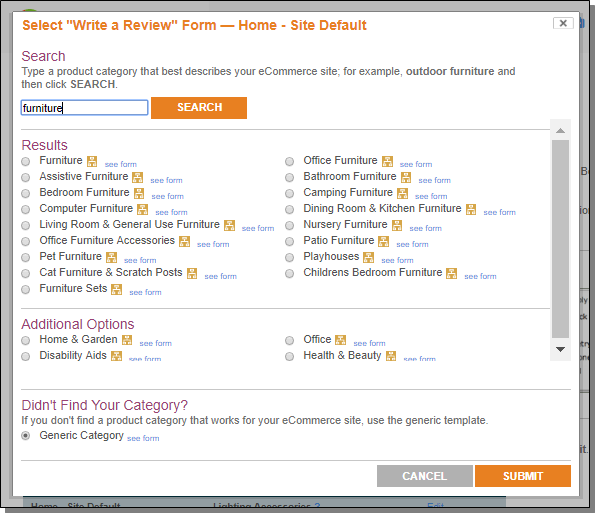 Select "Write a Review" Form — Home - Site Default
Search
Type a product category that best describes your eCommerce site; for example, outdoor furniture and
then click SEARCH.
furniture SEARCH
Results
Furniture see form Office Furniture see form
Assistive Furniture see form Bathroom Furniture see form
Bedroom Furniture see form Camping Furniture see form
Computer Furniture see form Dining Room & Kitchen Furniture see form
Living Room & General Use Furniture see form Nursery Furniture see form
Office Furniture Accessories see form Patio Furniture see form
Pet Furniture see form Playhouses see form
Cat Furniture & Scratch Posts see form Childrens Bedroom Furniture see form
Furniture Sets see form
Additional Options
Home & Garden see form Office see form
Disability Aids see form Health & Beauty see form
Didn't Find Your Category?
If you don't find a product category that works for your eCommerce site, use the generic template.
Generic Category see form
CANCEL SUBMIT
Home - Site Default Lighting Accessories 2 Edit